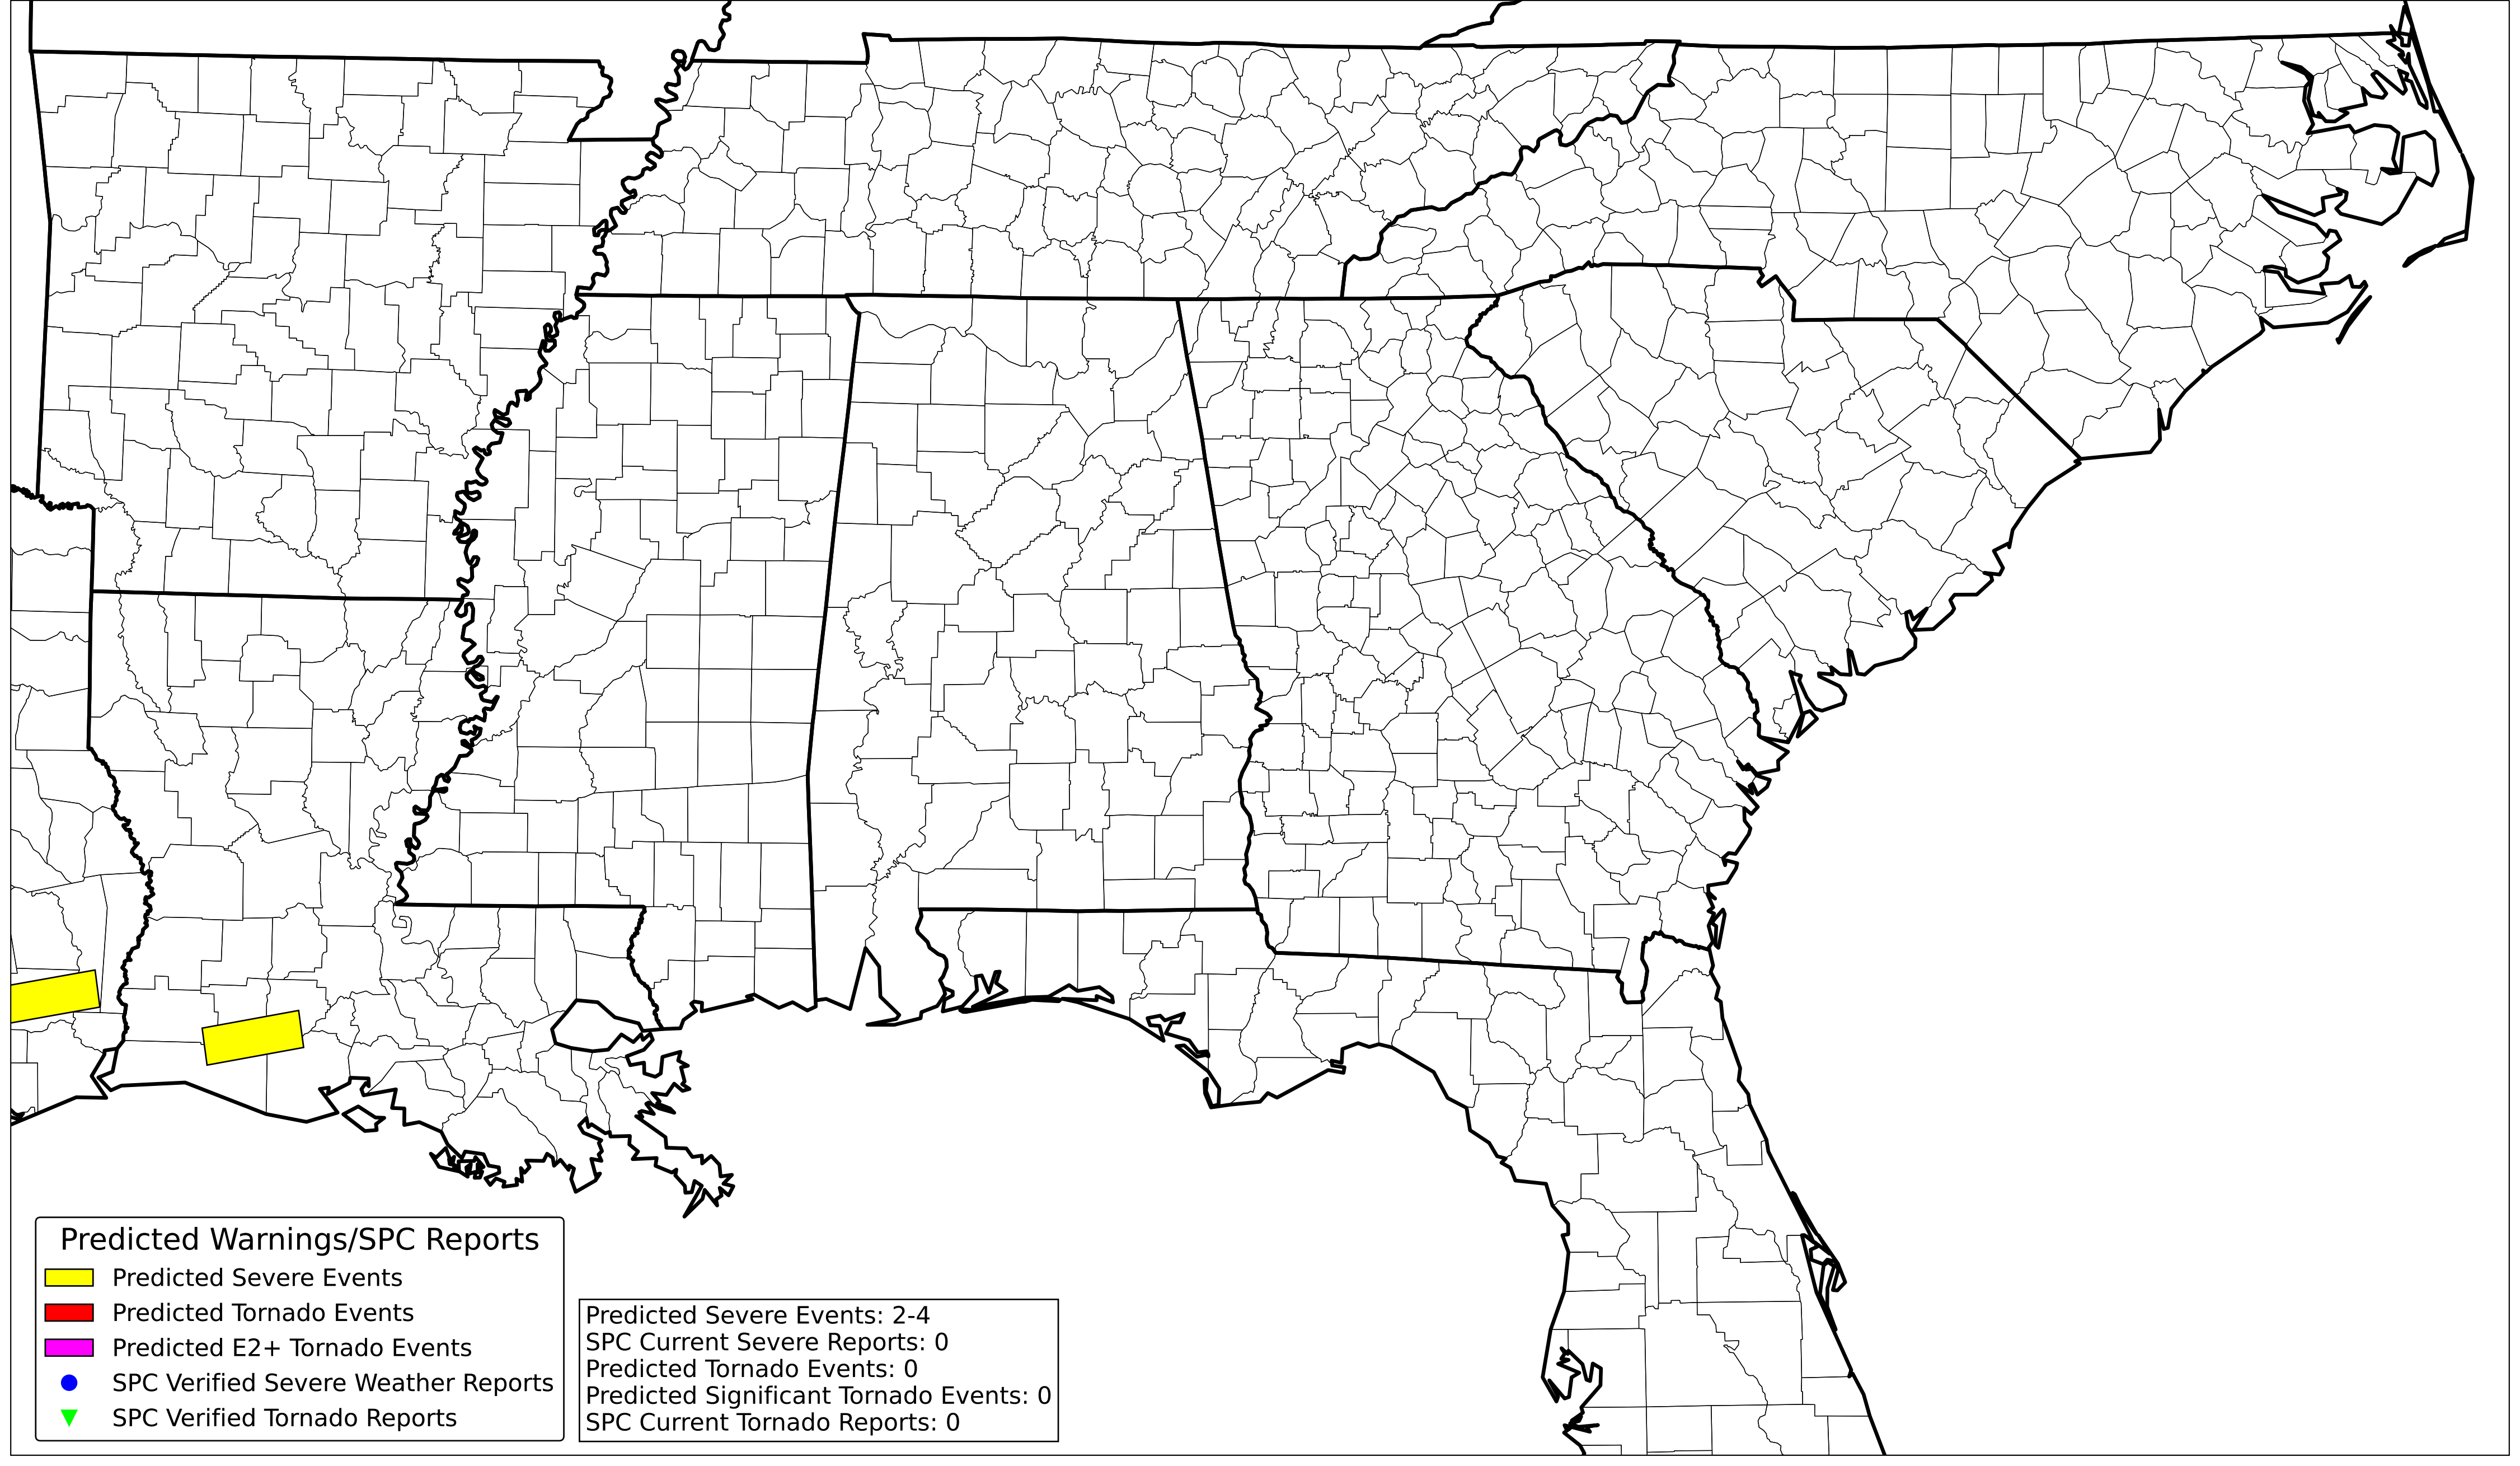 Predicted Warnings/SPC Reports
Predicted Severe Events
Predicted Tornado Events
Predicted E2+ Tornado Events
SPC Verified Severe Weather Reports
SPC Verified Tornado Reports
Predicted Severe Events: 2-4
SPC Current Severe Reports: 0
Predicted Tornado Events: 0
Predicted Significant Tornado Events: 0
SPC Current Tornado Reports: 0